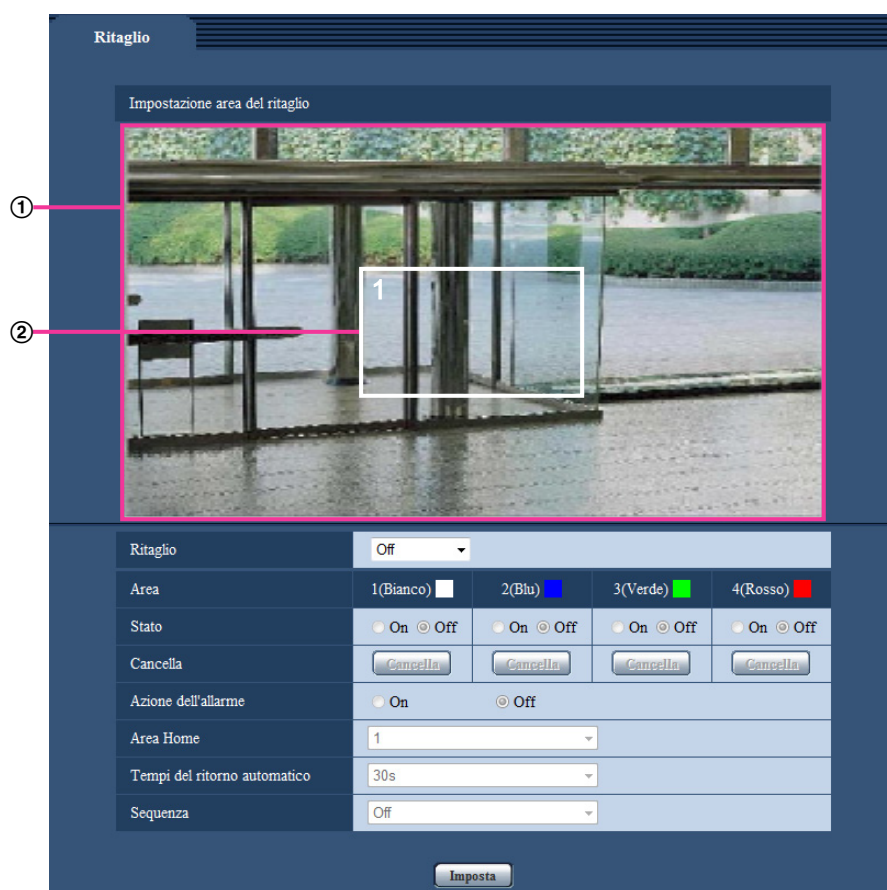 Ritaglio
Impostazione area del ritaglio
①
1
②
Ritaglio Off
Area 1(Bianco) 2(Blu) 3(Verde) 4(Rosso)
Stato On Off On Off On Off On Off
Cancella Cancella Cancella Cancella Cancella
Azione dell'allarme On Off
Area Home 1
Tempi del ritorno automatico 30s
Sequenza Off
Imposta